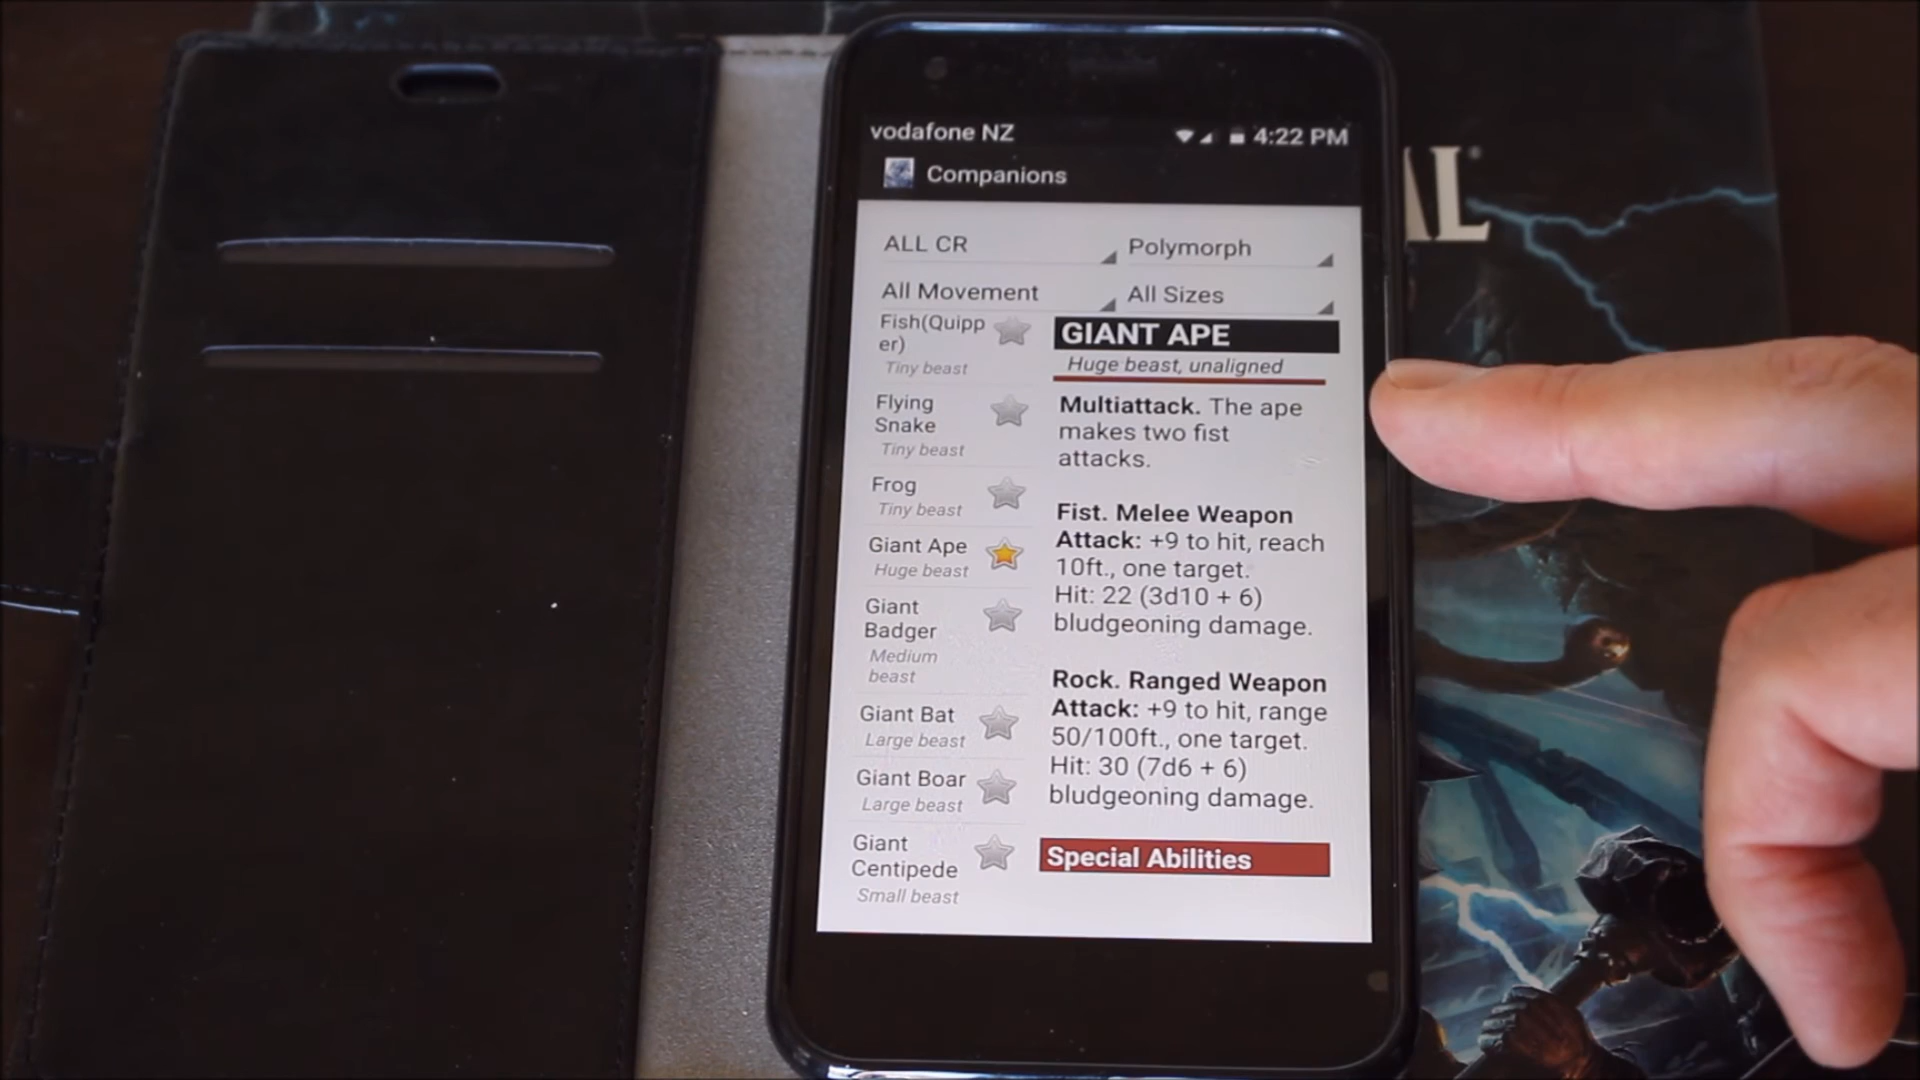 vodafone NZ
4:22 PM
Companions
ALL CR
Polymorph
All Movement
All Sizes
Fish(Quipp
er)
Tiny beast
Flying
Snake
Tiny beast
Frog
Tiny beast
Giant Ape
Huge beast
Giant
Badger
Medium
beast
Giant Bat
Large beast
Giant Boar
Large beast
Giant
Centipede
Small beast
GIANT APE
Huge beast, unaligned
Multiattack. The ape
makes two fist
attacks.
Fist. Melee Weapon
Attack: +9 to hit, reach
10ft., one target.
Hit: 22 (3d10 + 6)
bludgeoning damage.
Rock. Ranged Weapon
Attack: +9 to hit, range
50/100ft., one target.
Hit: 30 (7d6 + 6)
bludgeoning damage.
Special Abilities